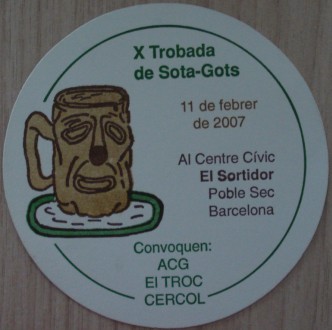 X Trobada
de Sota-Gots
11 de febrer
de 2007
Al Centre Cívic
El Sortidor
Poble Sec
Barcelona
Convoquen:
ACG
El TROC
CERCOL